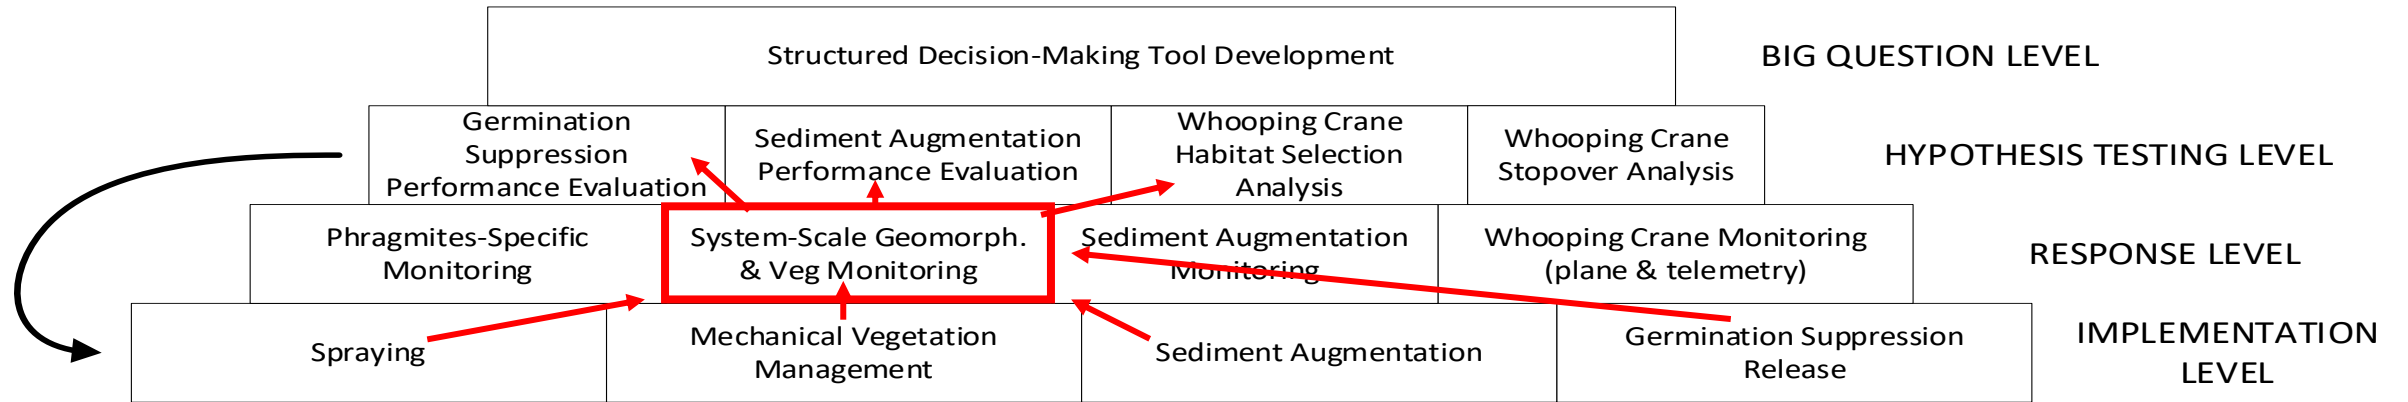 Structured Decision-Making Tool Development
BIG QUESTION LEVEL
Germination
Suppression
Performance Evaluation
Sediment Augmentation
Performance Evaluation
Whooping Crane
Habitat Selection
Analysis
Whooping Crane
Stopover Analysis
HYPOTHESIS TESTING LEVEL
Phragmites-Specific
Monitoring
System-Scale Geomorph.
& Veg Monitoring
Sediment Augmentation
Monitoring
Whooping Crane Monitoring
(plane & telemetry)
RESPONSE LEVEL
Spraying
Mechanical Vegetation
Management
Sediment Augmentation
Germination Suppression
Release
IMPLEMENTATION
LEVEL